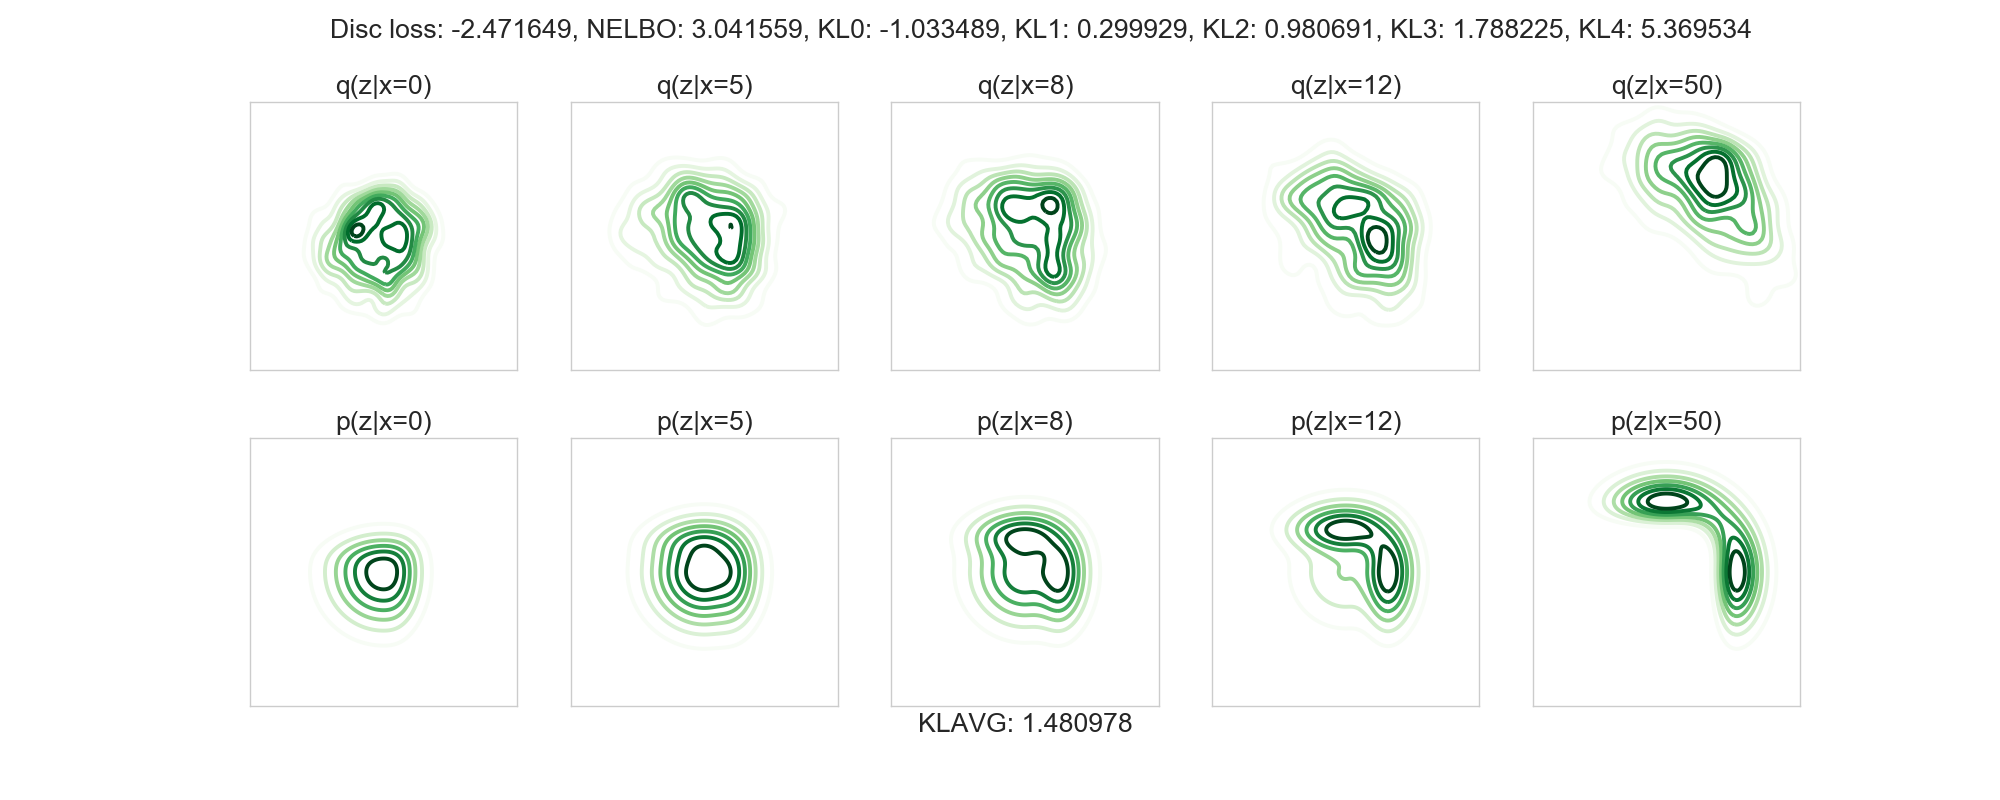 Disc loss: -2.471649, NELBO: 3.041559, KL0: -1.033489, KL1: 0.299929, KL2: 0.980691, KL3: 1.788225, KL4: 5.369534
q(z|x=0) q(z|x=5) q(z|x=8) q(z|x=12) q(z|x=50)
p(z|x=0) p(z|x=5) p(z|x=8) p(z|x=12) p(z|x=50)
KLAVG: 1.480978